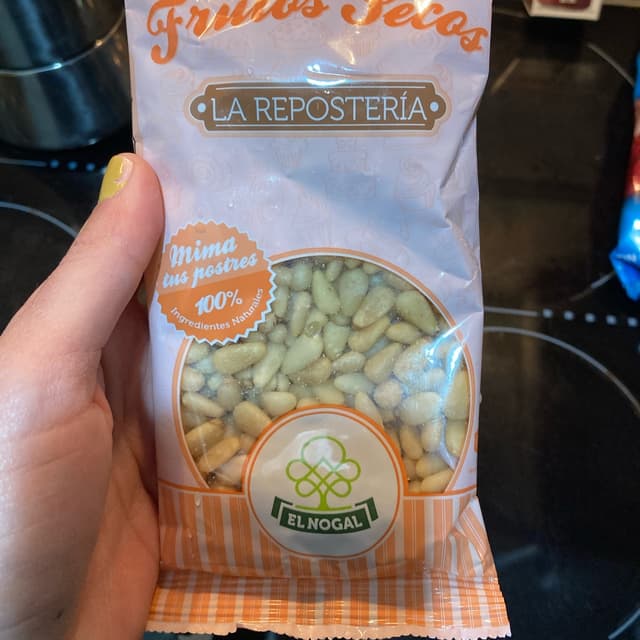 Frutos Secos
LA REPOSTERÍA
Mima
tus postres
100%
Ingredientes Naturales
EL NOGAL